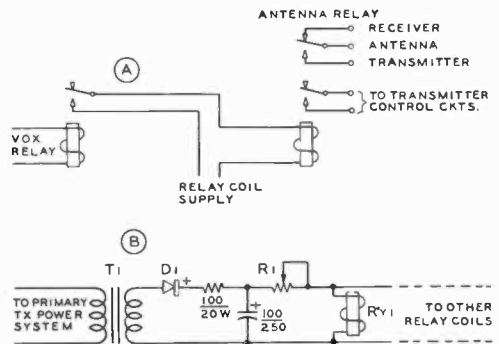 ANTENNA RELAY
RECEIVER
ANTENNA
TRANSMITTER
A
TO TRANSMITTER
CONTROL CKTS.
VOX
RELAY
RELAY COIL
SUPPLY
B
T1
D1
+
R1
TO PRIMARY
TX POWER
SYSTEM
100
20W
+
100
250
RY1
TO OTHER
RELAY COILS